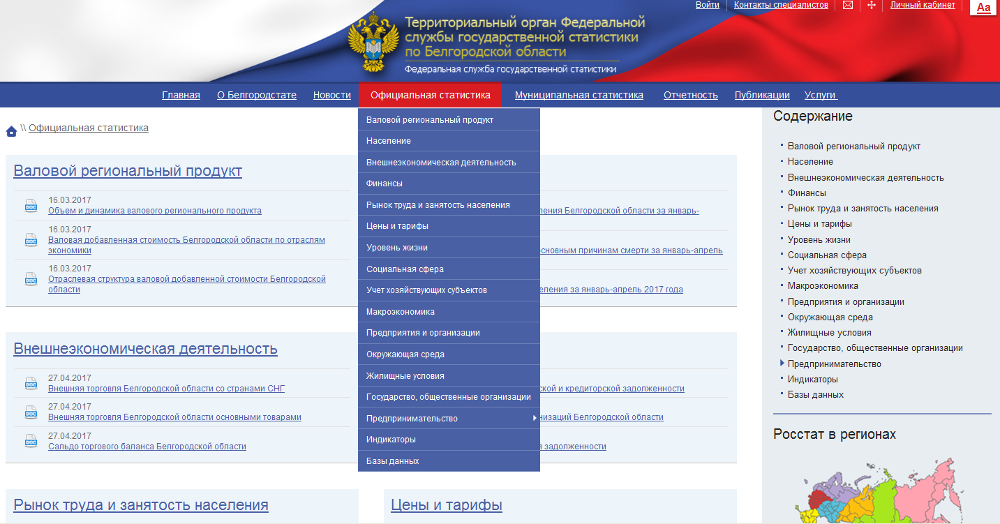 Войти
Контакты специалистов
Личный кабинет
Аа
Территориальный орган Федеральной
службы государственной статистики
по Белгородской области
Федеральная служба государственной статистики
Главная
О Белгородстате
Новости
Официальная статистика
Муниципальная статистика
Отчетность
Публикации
Услуги
\\ Официальная статистика
Валовой региональный продукт
16.03.2017
DOC
Объем и динамика валового регионального продукта
16.03.2017
DOC
Валовая добавленная стоимость Белгородской области по отраслям
экономики
16.03.2017
DOC
Отраслевая структура валовой добавленной стоимости Белгородской
области
Внешнеэкономическая деятельность
27.04.2017
DOC
Внешняя торговля Белгородской области со странами СНГ
27.04.2017
DOC
Внешняя торговля Белгородской области основными товарами
27.04.2017
DOC
Сальдо торгового баланса Белгородской области
Рынок труда и занятость населения
Валовой региональный продукт
Население
Внешнеэкономическая деятельность
Финансы
Рынок труда и занятость населения
Цены и тарифы
Уровень жизни
Социальная сфера
Учет хозяйствующих субъектов
Макроэкономика
Предприятия и организации
Окружающая среда
Жилищные условия
Государство, общественные организации
Предпринимательство
Индикаторы
Базы данных
ления Белгородской области за январь-
основным причинам смерти за январь-апрель
еления за январь-апрель 2017 года
ской и кредиторской задолженности
низаций Белгородской области
я задолженности
Цены и тарифы
Содержание
Валовой региональный продукт
Население
Внешнеэкономическая деятельность
Финансы
Рынок труда и занятость населения
Цены и тарифы
Уровень жизни
Социальная сфера
Учет хозяйствующих субъектов
Макроэкономика
Предприятия и организации
Окружающая среда
Жилищные условия
Государство, общественные организации
Предпринимательство
Индикаторы
Базы данных
Росстат в регионах